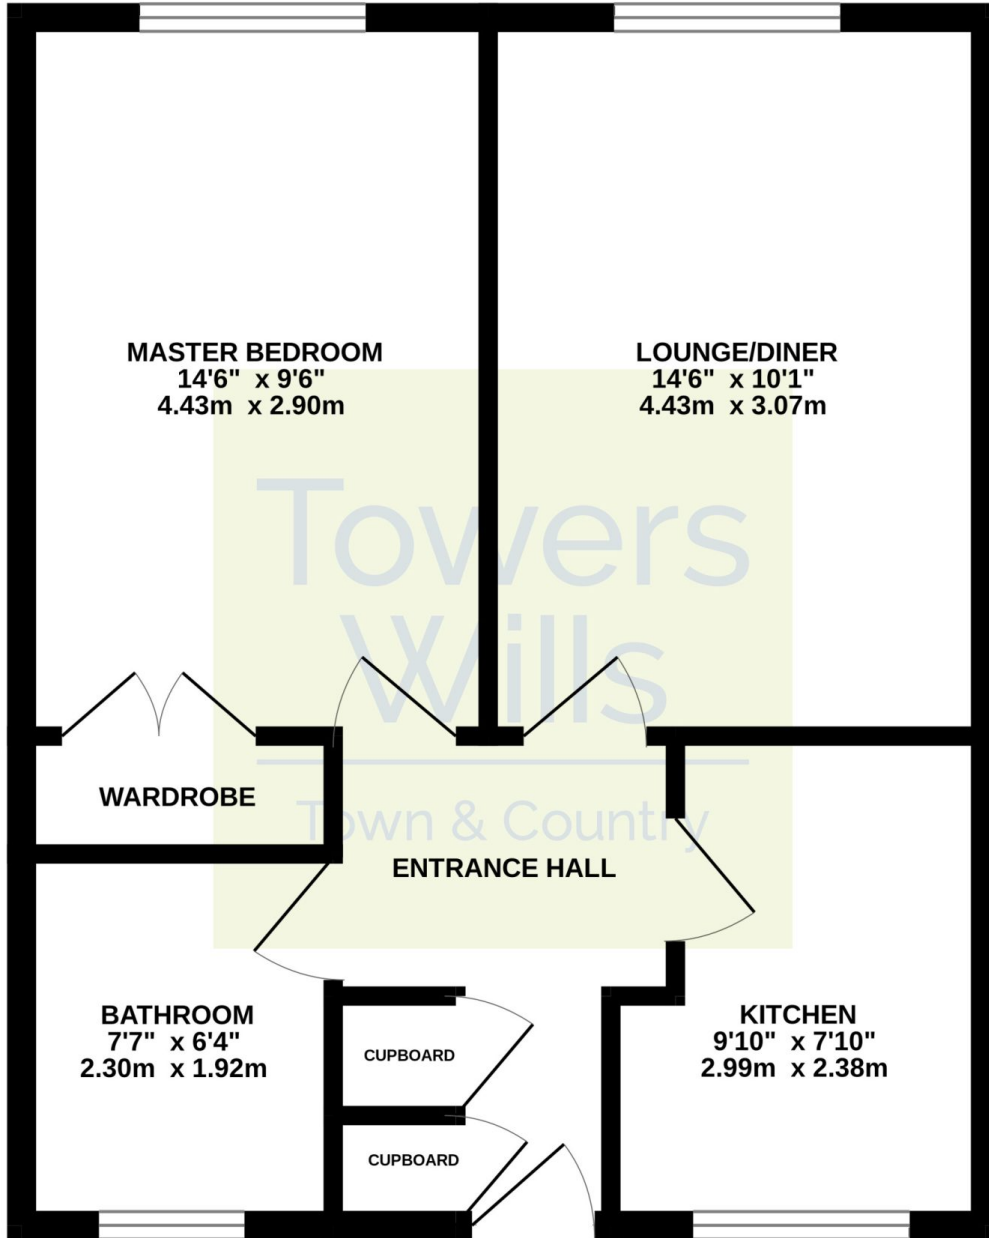 MASTER BEDROOM
14'6" x 9'6"
4.43m x 2.90m
LOUNGE/DINER
14'6" x 10'1"
4.43m x 3.07m
Towers
Wills
Town & Country
WARDROBE
ENTRANCE HALL
BATHROOM
7'7" x 6'4"
2.30m x 1.92m
CUPBOARD
CUPBOARD
KITCHEN
9'10" x 7'10"
2.99m x 2.38m